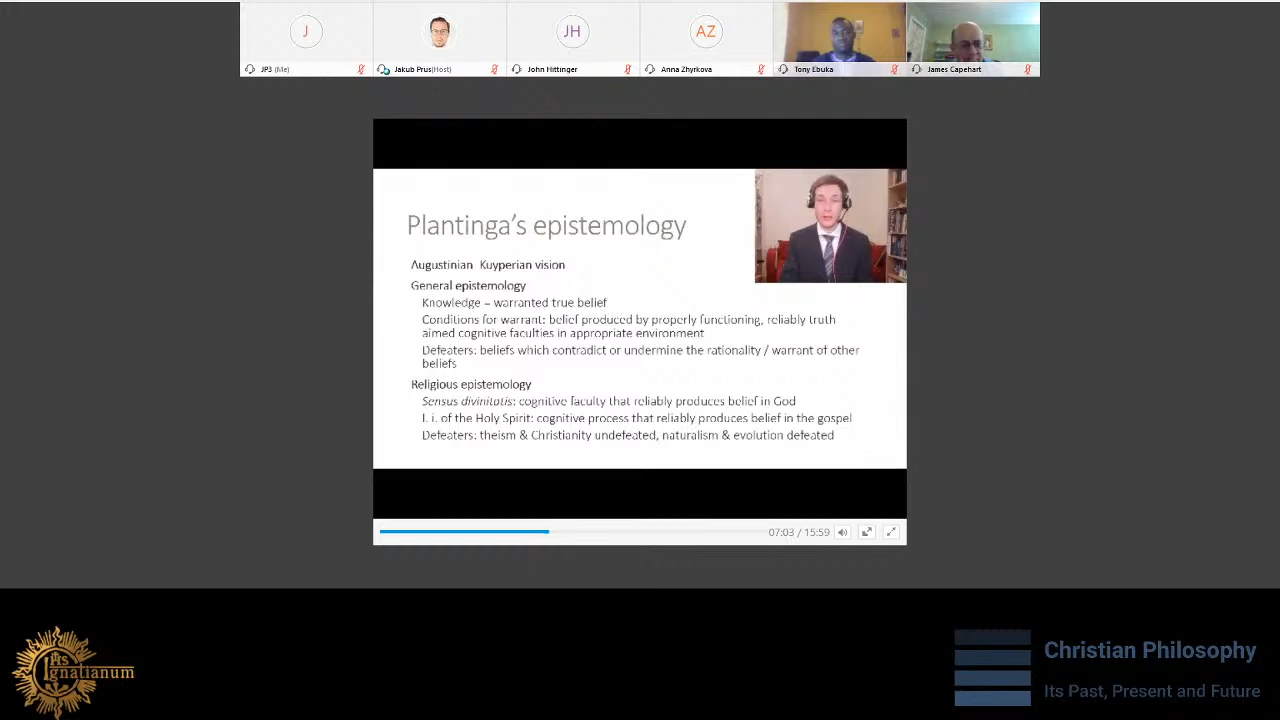 J
JH
AZ
JP3 (Me)
Jakub Prus(Host)
John Hittinger
Anna Zhyrkova
Tony Ebuka
James Capehart
Plantinga's epistemology
Augustinian Kuyperian vision
General epistemology
Knowledge – warranted true belief
Conditions for warrant: belief produced by properly functioning, reliably truth
aimed cognitive faculties in appropriate environment
Defeaters: beliefs which contradict or undermine the rationality / warrant of other
beliefs
Religious epistemology
Sensus divinitatis: cognitive faculty that reliably produces belief in God
I. i. of the Holy Spirit: cognitive process that reliably produces belief in the gospel
Defeaters: theism & Christianity undefeated, naturalism & evolution defeated
07:03 / 15:59
IHS
Ignatianum
Christian Philosophy
Its Past, Present and Future